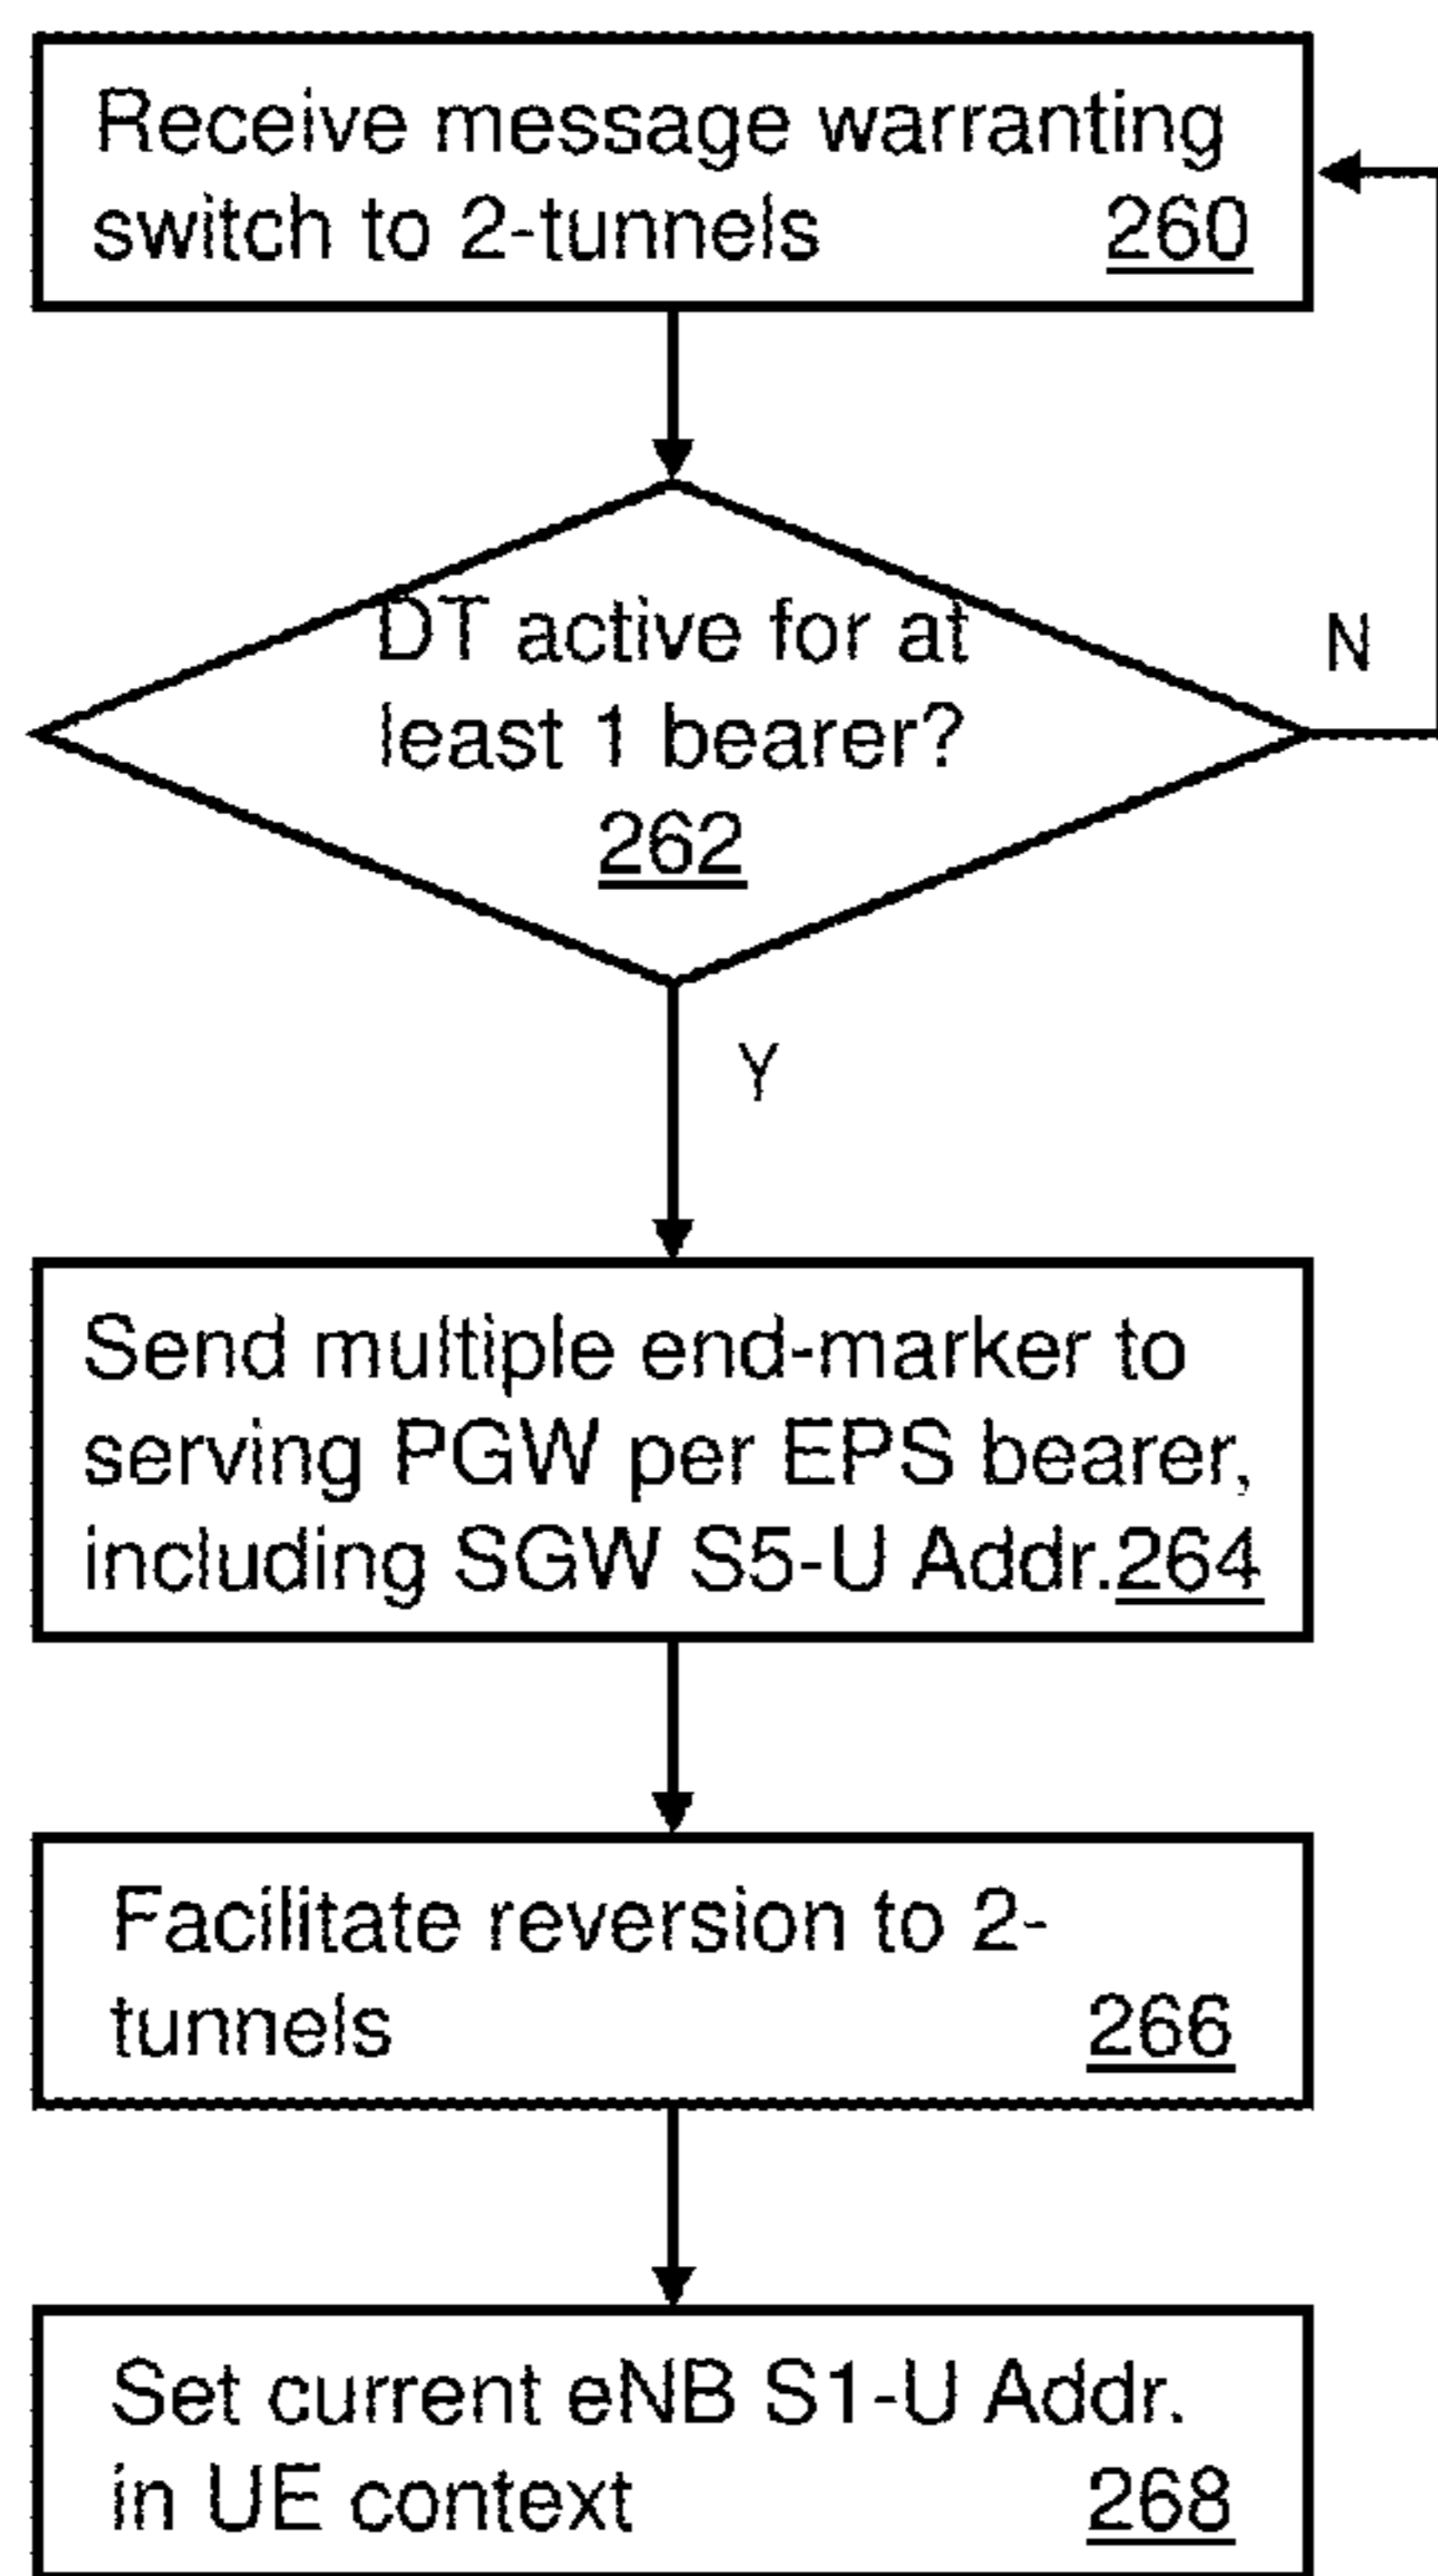 Receive message warranting
switch to 2-tunnels 260
DT active for at
least 1 bearer?
262
N
Y
Send multiple end-marker to
serving PGW per EPS bearer,
including SGW S5-U Addr.264
Facilitate reversion to 2-
tunnels 266
Set current eNB S1-U Addr.
in UE context 268